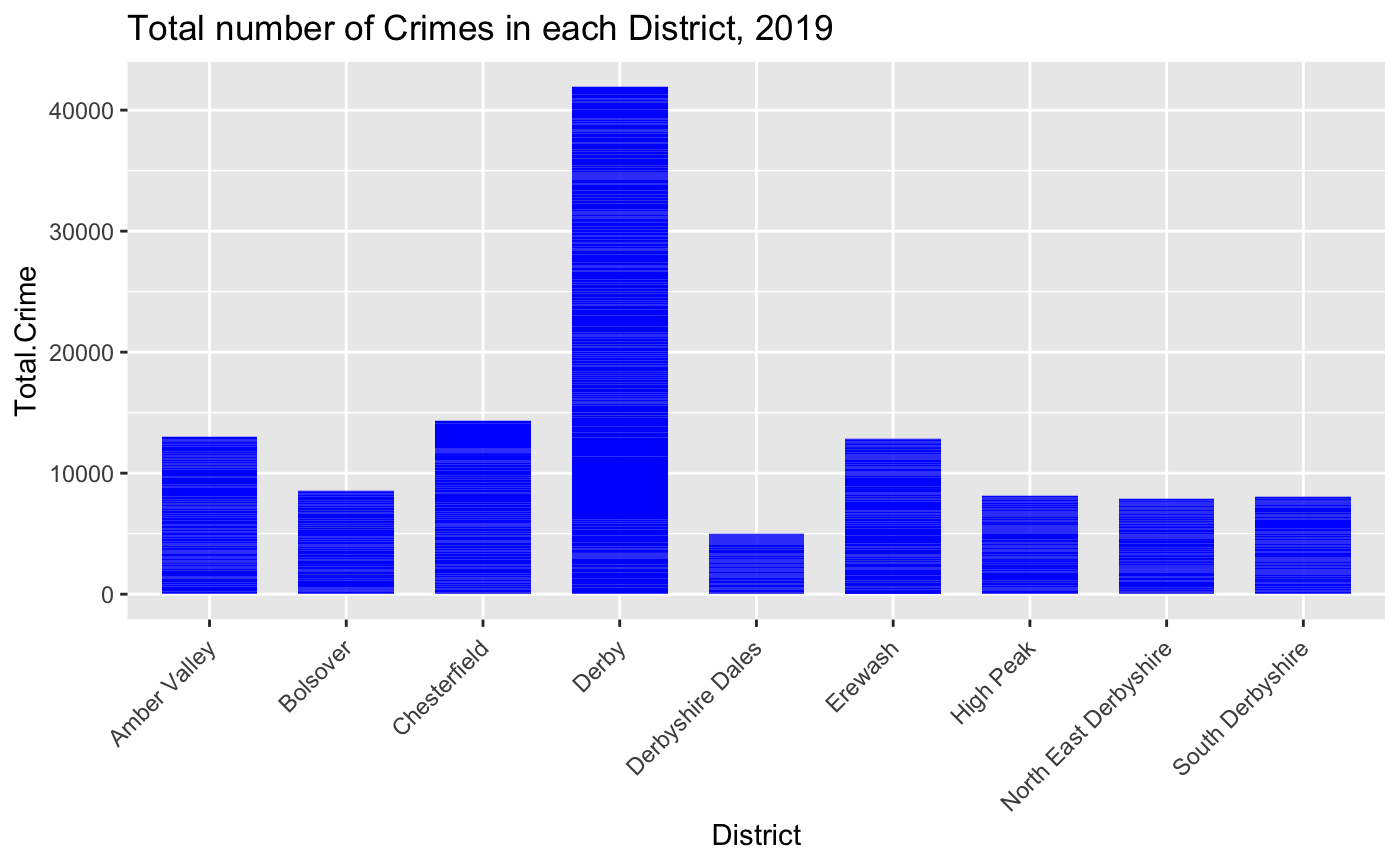 Total number of Crimes in each District, 2019
Total.Crime
40000
30000
20000
10000
0
Amber Valley
Bolsover
Chesterfield
Derby
Derbyshire Dales
Erewash
High Peak
North East Derbyshire
South Derbyshire
District